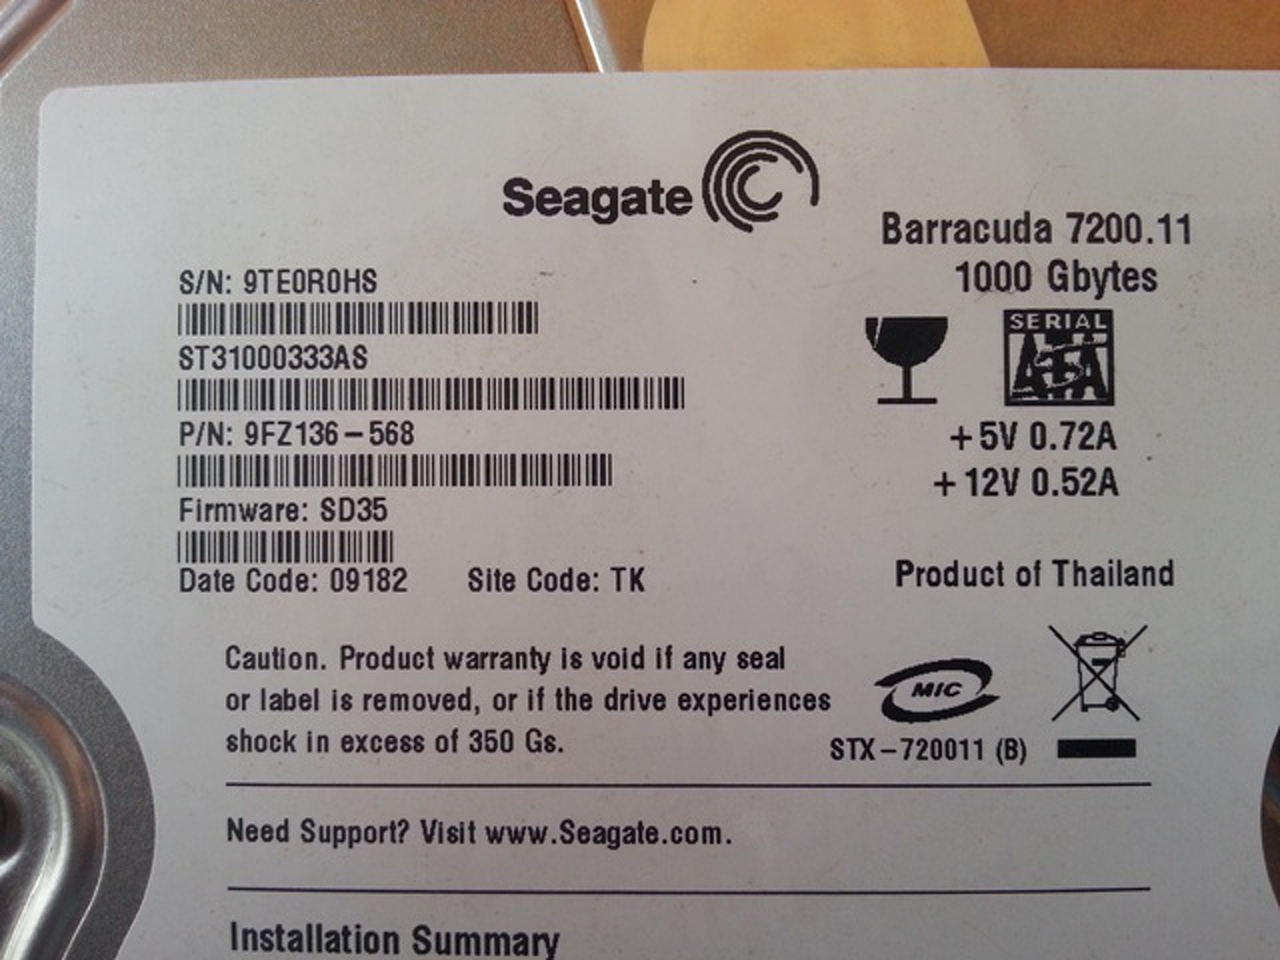 Seagate
Barracuda 7200.11
1000 Gbytes
S/N: 9TE0R0HS
ST31000333AS
P/N: 9FZ136-568
Firmware: SD35
Date Code: 09182 Site Code: TK
SERIAL
ATA
+5V 0.72A
+12V 0.52A
Product of Thailand
Caution. Product warranty is void if any seal
or label is removed, or if the drive experiences
shock in excess of 350 Gs.
MIC
STX-720011 (B)
Need Support? Visit www.Seagate.com.
Installation Summary